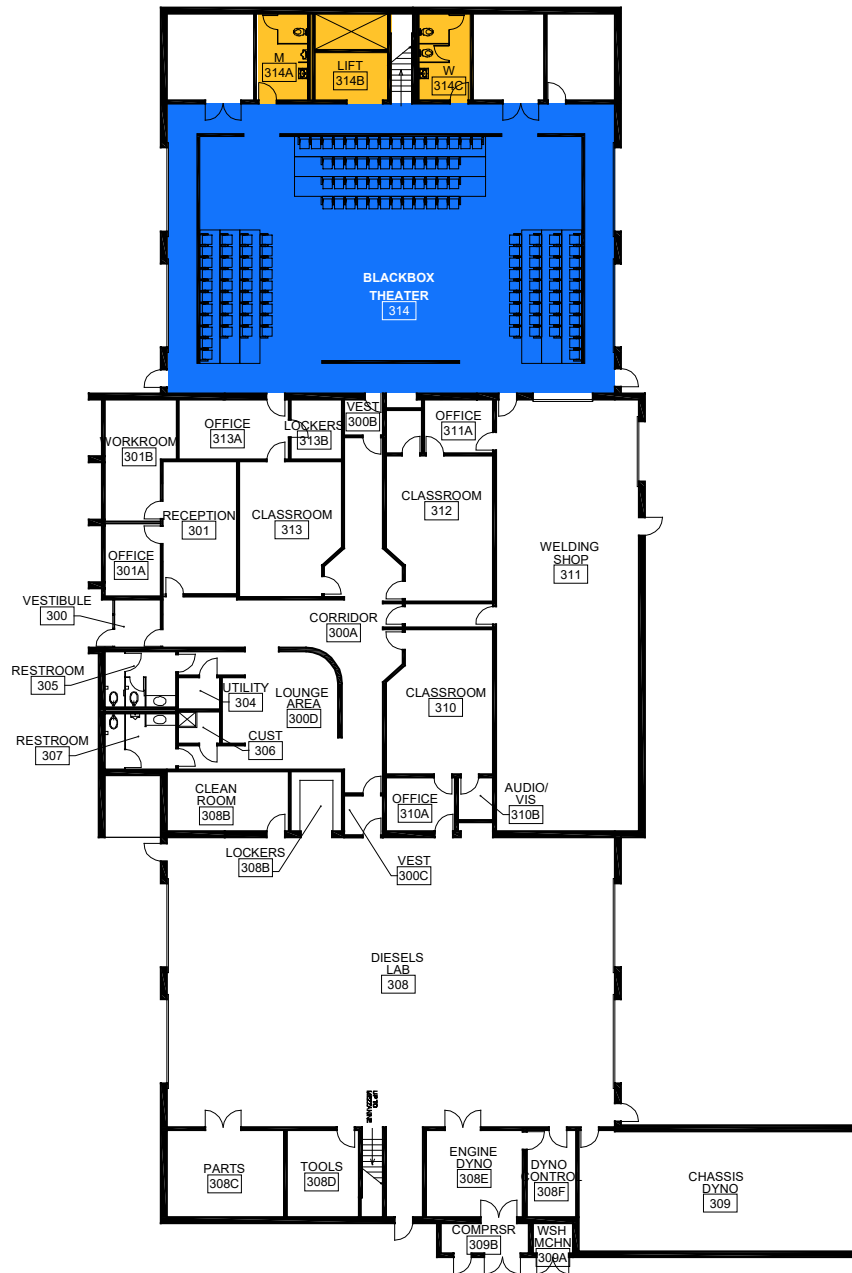 M
314A
LIFT
314B
W
314C
BLACKBOX
THEATER
314
VEST
300B
OFFICE
313A
LOCKERS
313B
OFFICE
311A
WORKROOM
301B
RECEPTION
301
CLASSROOM
313
CLASSROOM
312
WELDING
SHOP
311
OFFICE
301A
VESTIBULE
300
CORRIDOR
300A
RESTROOM
305
UTILITY
304
LOUNGE
AREA
300D
CLASSROOM
310
RESTROOM
307
CUST
306
CLEAN
ROOM
308B
OFFICE
310A
AUDIO/
VIS
310B
LOCKERS
308B
VEST
300C
DIESELS
LAB
308
UP TO
MEZZANINE
PARTS
308C
TOOLS
308D
ENGINE
DYNO
308E
DYNO
CONTROL
308F
CHASSIS
DYNO
309
COMPRSR
309B
WSH
MCHN
309A